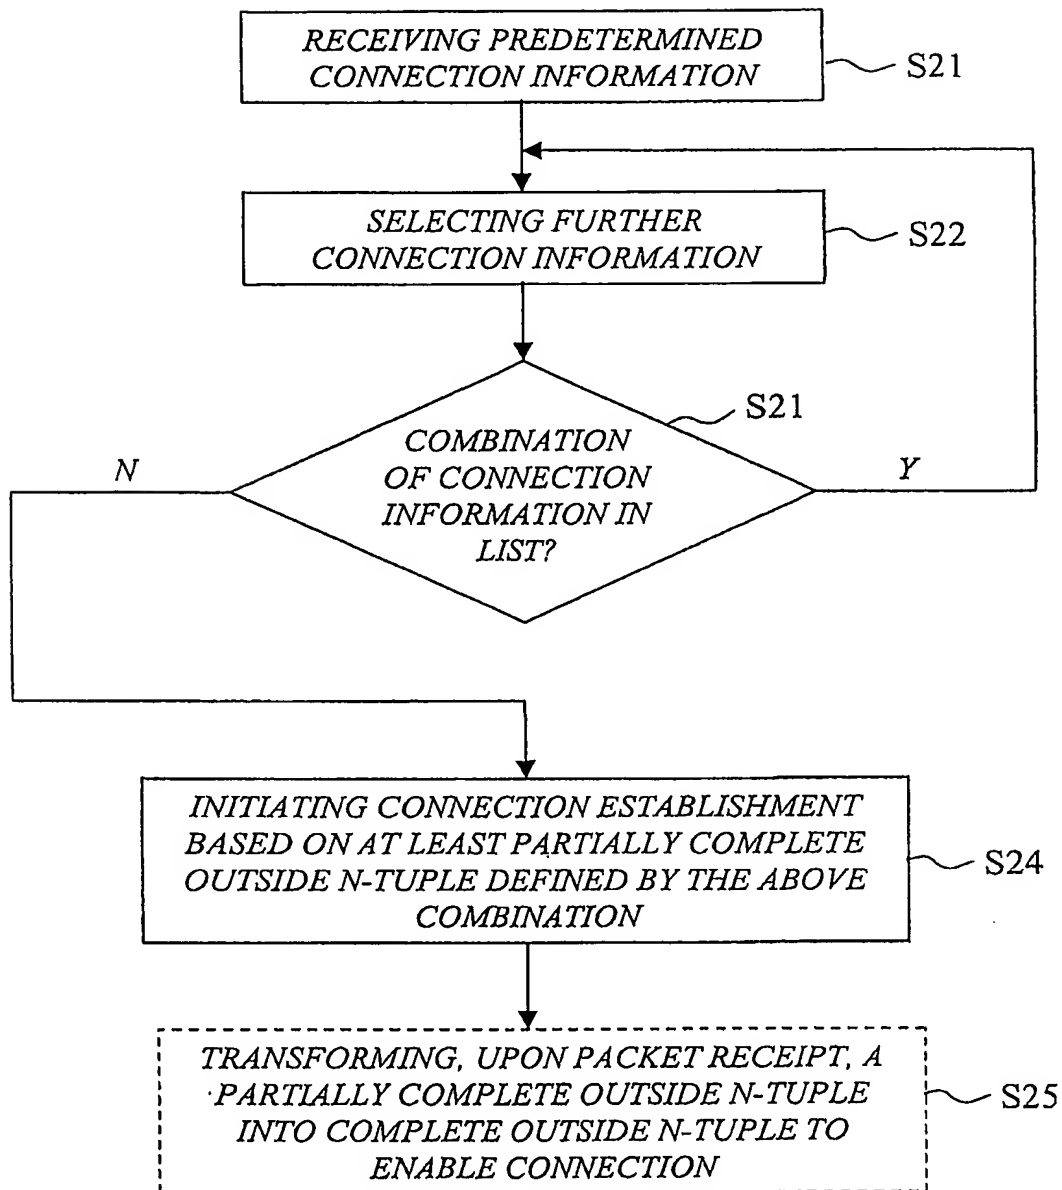 RECEIVING PREDETERMINED
CONNECTION INFORMATION
S21
SELECTING FURTHER
CONNECTION INFORMATION
S22
S21
COMBINATION
OF CONNECTION
INFORMATION IN
LIST?
N
Y
INITIATING CONNECTION ESTABLISHMENT
BASED ON AT LEAST PARTIALLY COMPLETE
OUTSIDE N-TUPLE DEFINED BY THE ABOVE
COMBINATION
S24
TRANSFORMING, UPON PACKET RECEIPT, A
PARTIALLY COMPLETE OUTSIDE N-TUPLE
INTO COMPLETE OUTSIDE N-TUPLE TO
ENABLE CONNECTION
S25